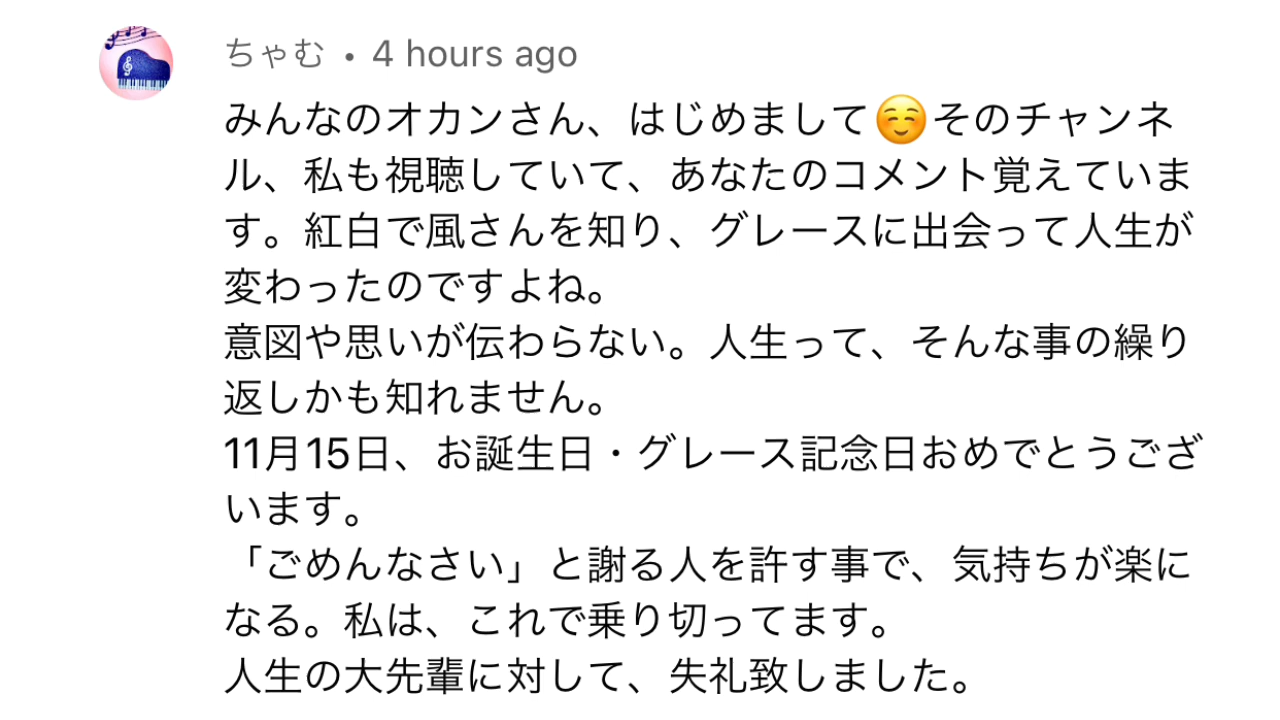 ちゃむ • 4 hours ago
みんなのオカンさん、はじめまして☺️そのチャンネ
ル、私も視聴していて、あなたのコメント覚えていま
す。紅白で風さんを知り、グレースに出会って人生が
変わったのですよね。
意図や思いが伝わらない。人生って、そんな事の繰り
返しかも知れません。
11月15日、お誕生日・グレース記念日おめでとうござ
います。
「ごめんなさい」と謝る人を許す事で、気持ちが楽に
なる。私は、これで乗り切ってます。
人生の大先輩に対して、失礼致しました。